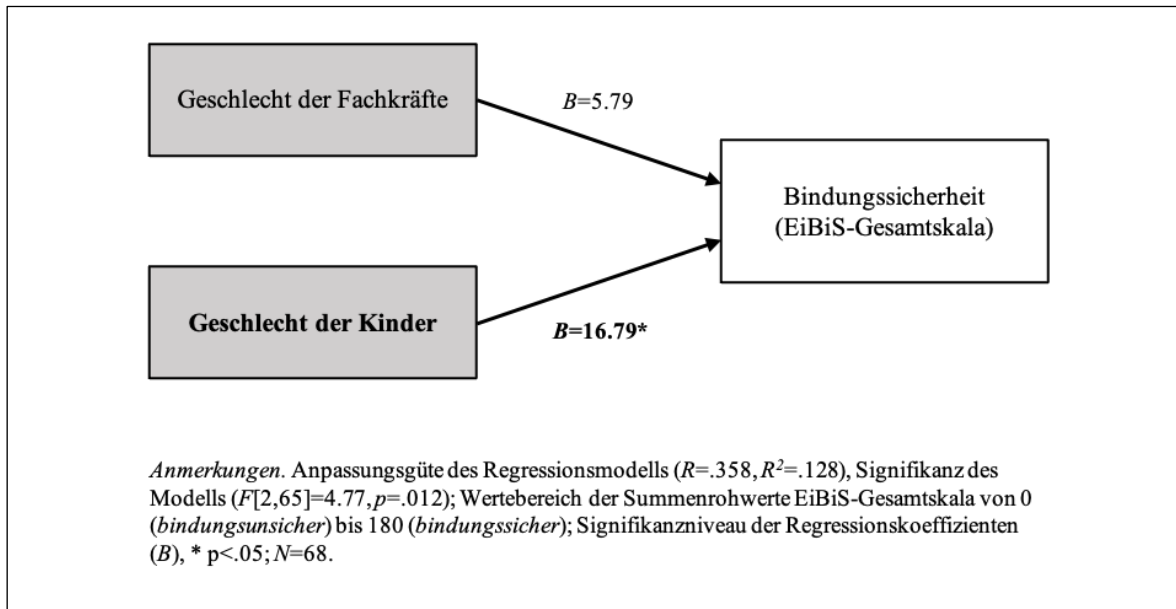 Geschlecht der Fachkräfte
B=5.79
Bindungssicherheit
(EiBiS-Gesamtskala)
Geschlecht der Kinder
B=16.79*
Anmerkungen. Anpassungsgüte des Regressionsmodells (R=.358, R²=.128), Signifikanz des
Modells (F[2,65]=4.77, p=.012); Wertebereich der Summenrohwerte EiBiS-Gesamtskala von 0
(bindungsunsicher) bis 180 (bindungssicher); Signifikanzniveau der Regressionskoeffizienten
(B), * p<.05; N=68.